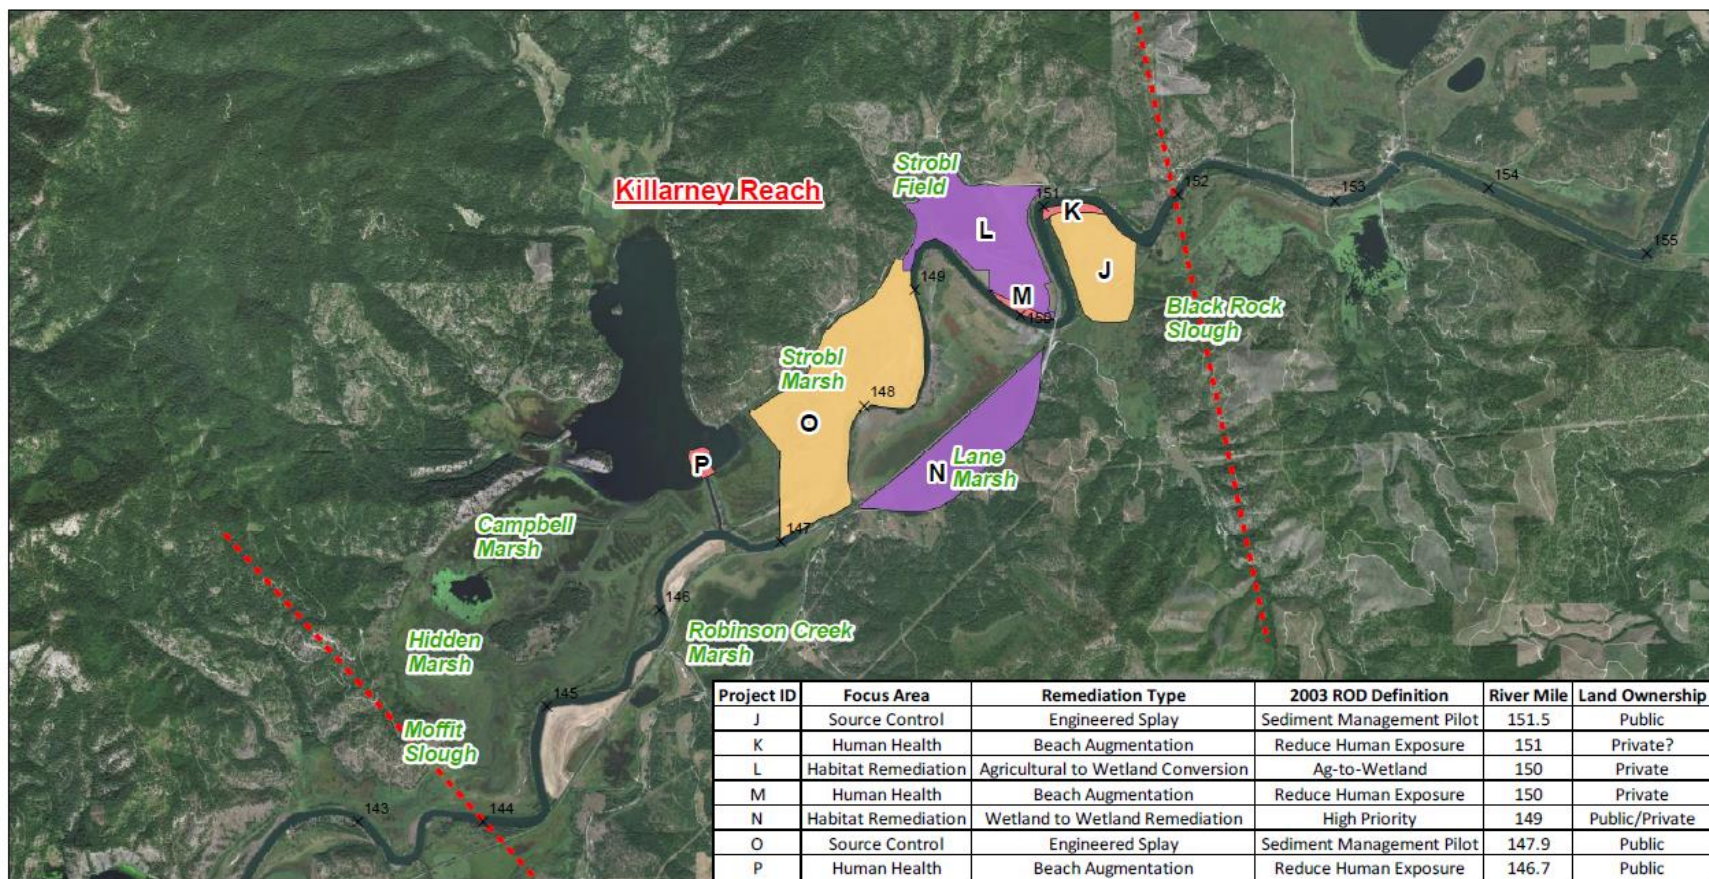 Killarney Reach
Strobl
Field
151
K
152
153
154
155
L
J
149
M
150
Black Rock
Slough
Strobl
Marsh
148
O
P
N
Lane
Marsh
Campbell
Marsh
147
146
Hidden
Marsh
Robinson Creek
Marsh
145
Moffit
Slough
143
144
Project ID Focus Area Remediation Type 2003 ROD Definition River Mile Land Ownership
J Source Control Engineered Splay Sediment Management Pilot 151.5 Public
K Human Health Beach Augmentation Reduce Human Exposure 151 Private?
L Habitat Remediation Agricultural to Wetland Conversion Ag-to-Wetland 150 Private
M Human Health Beach Augmentation Reduce Human Exposure 150 Private
N Habitat Remediation Wetland to Wetland Remediation High Priority 149 Public/Private
O Source Control Engineered Splay Sediment Management Pilot 147.9 Public
P Human Health Beach Augmentation Reduce Human Exposure 146.7 Public